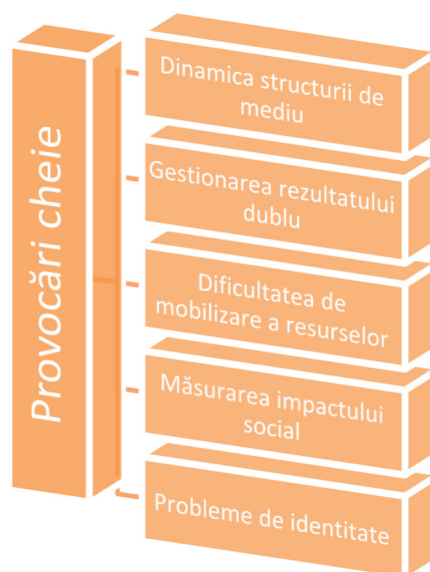 Provocări cheie
Dinamica structurii de
mediu
Gestionarea rezultatului
dublu
Dificultatea de
mobilizare a resurselor
Măsurarea impactului
social
Probleme de identitate